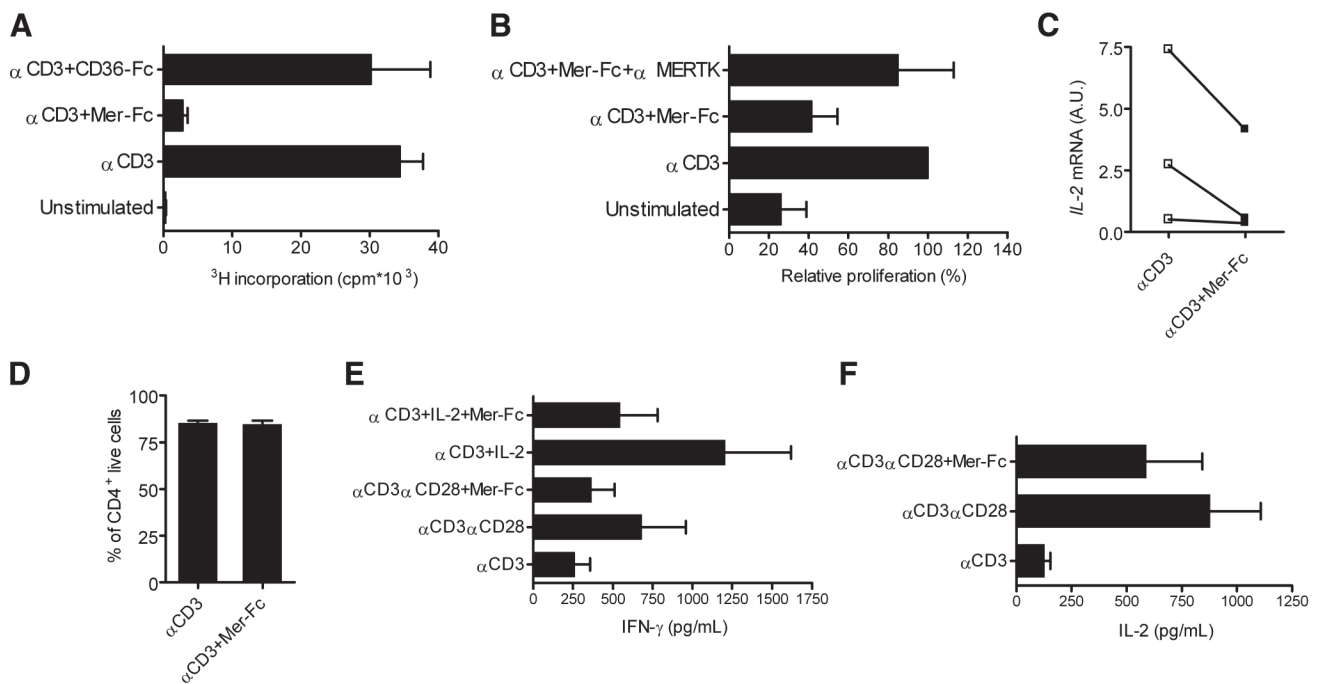 A
α CD3+CD36-Fc
α CD3+Mer-Fc
α CD3
Unstimulated
0 10 20 30 40
³H incorporation (cpm*10³)
B
α CD3+Mer-Fc+α MERTK
α CD3+Mer-Fc
α CD3
Unstimulated
0 20 40 60 80 100 120 140
Relative proliferation (%)
C
7.5
5.0
2.5
0.0
IL-2 mRNA (A.U.)
αCD3
αCD3+Mer-Fc
D
100
75
50
25
0
% of CD4⁺ live cells
αCD3
αCD3+Mer-Fc
E
α CD3+IL-2+Mer-Fc
α CD3+IL-2
αCD3α CD28+Mer-Fc
αCD3αCD28
αCD3
0 250 500 750 1000 1250 1500 1750
IFN-γ (pg/mL)
F
αCD3α CD28+Mer-Fc
αCD3αCD28
αCD3
0 250 500 750 1000 1250
IL-2 (pg/mL)